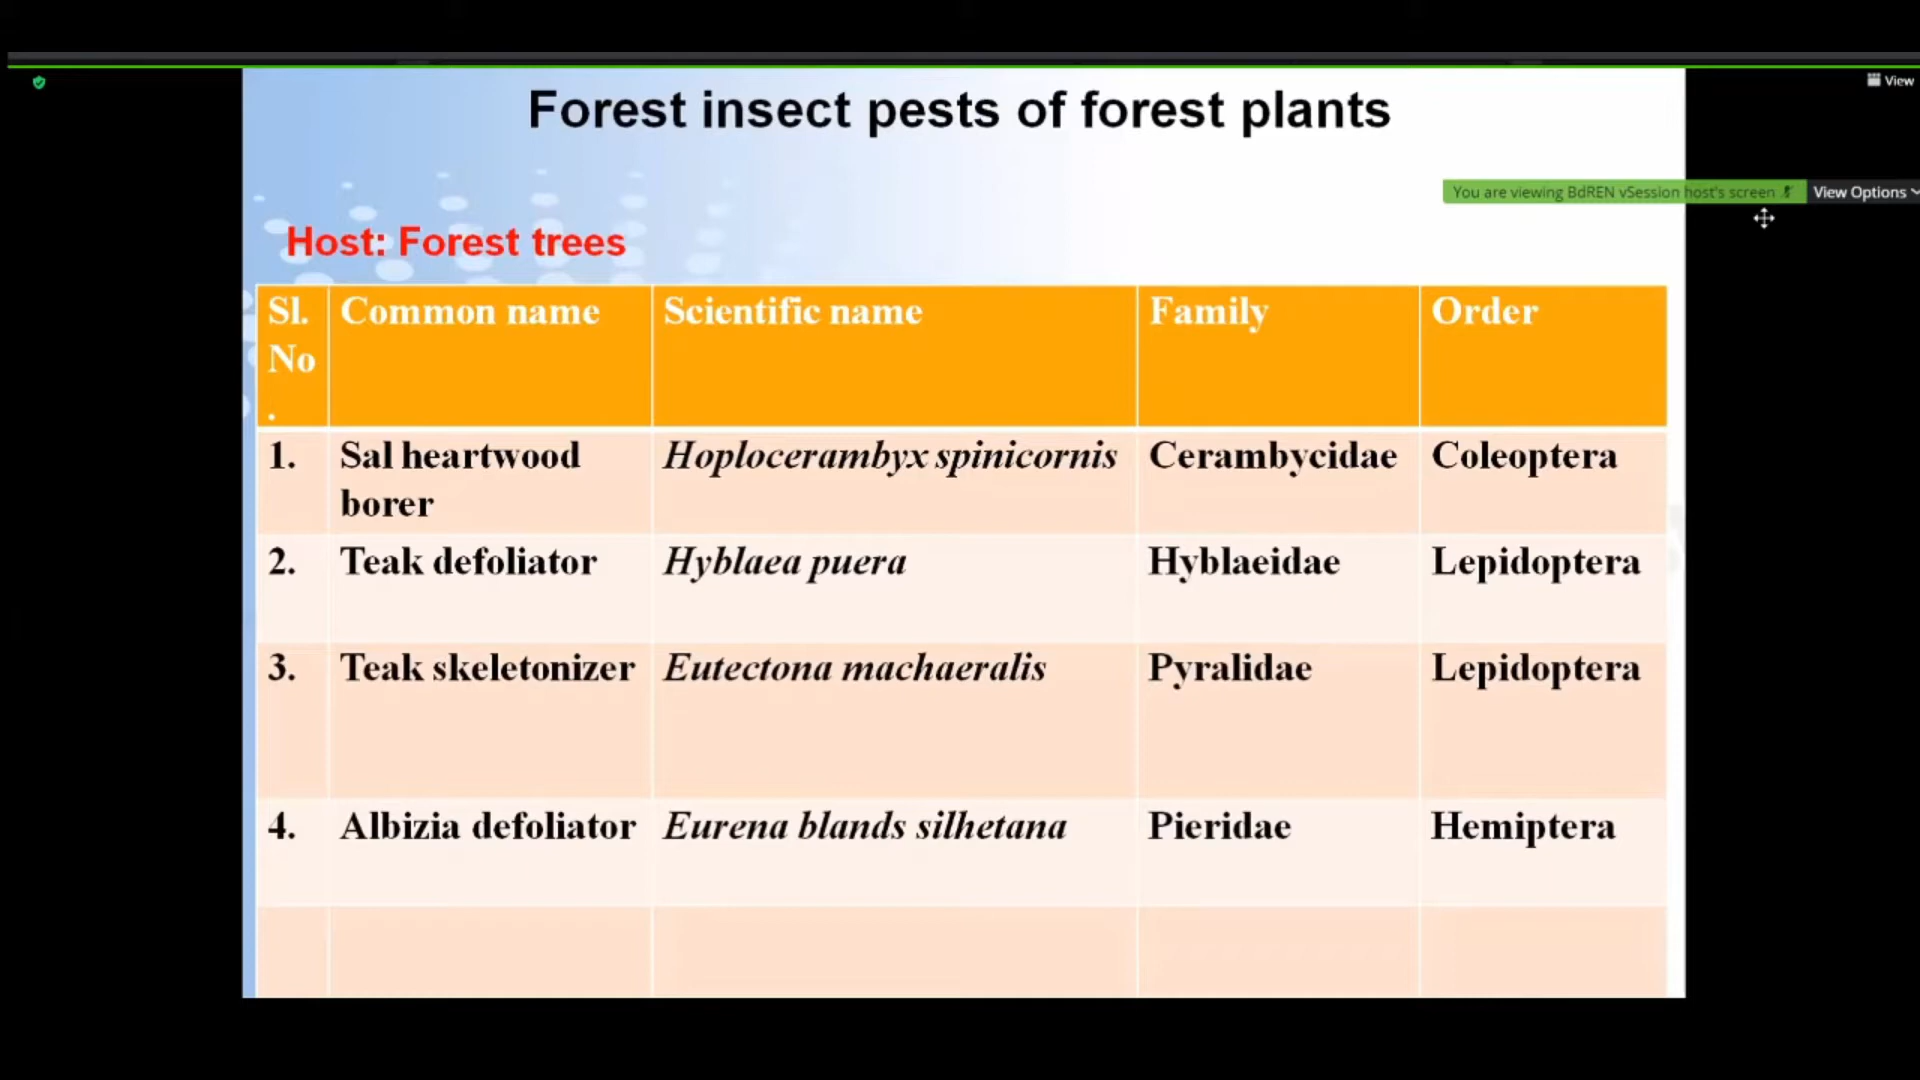 View
Forest insect pests of forest plants
You are viewing BdREN vSession host's screen
View Options
Host: Forest trees
Sl. No. Common name Scientific name Family Order
1. Sal heartwood borer Hoplocerambyx spinicornis Cerambycidae Coleoptera
2. Teak defoliator Hyblaea puera Hyblaeidae Lepidoptera
3. Teak skeletonizer Eutectona machaeralis Pyralidae Lepidoptera
4. Albizia defoliator Eurena blands silhetana Pieridae Hemiptera